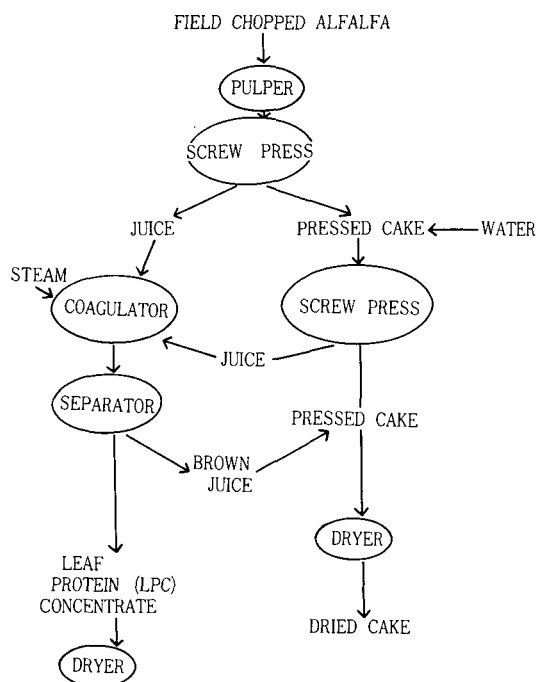 FIELD CHOPPED ALFALFA
PULPER
SCREW PRESS
JUICE
PRESSED CAKE
WATER
STEAM
COAGULATOR
SCREW PRESS
JUICE
SEPARATOR
PRESSED CAKE
BROWN
JUICE
DRYER
LEAF
PROTEIN (LPC)
CONCENTRATE
DRIED CAKE
DRYER